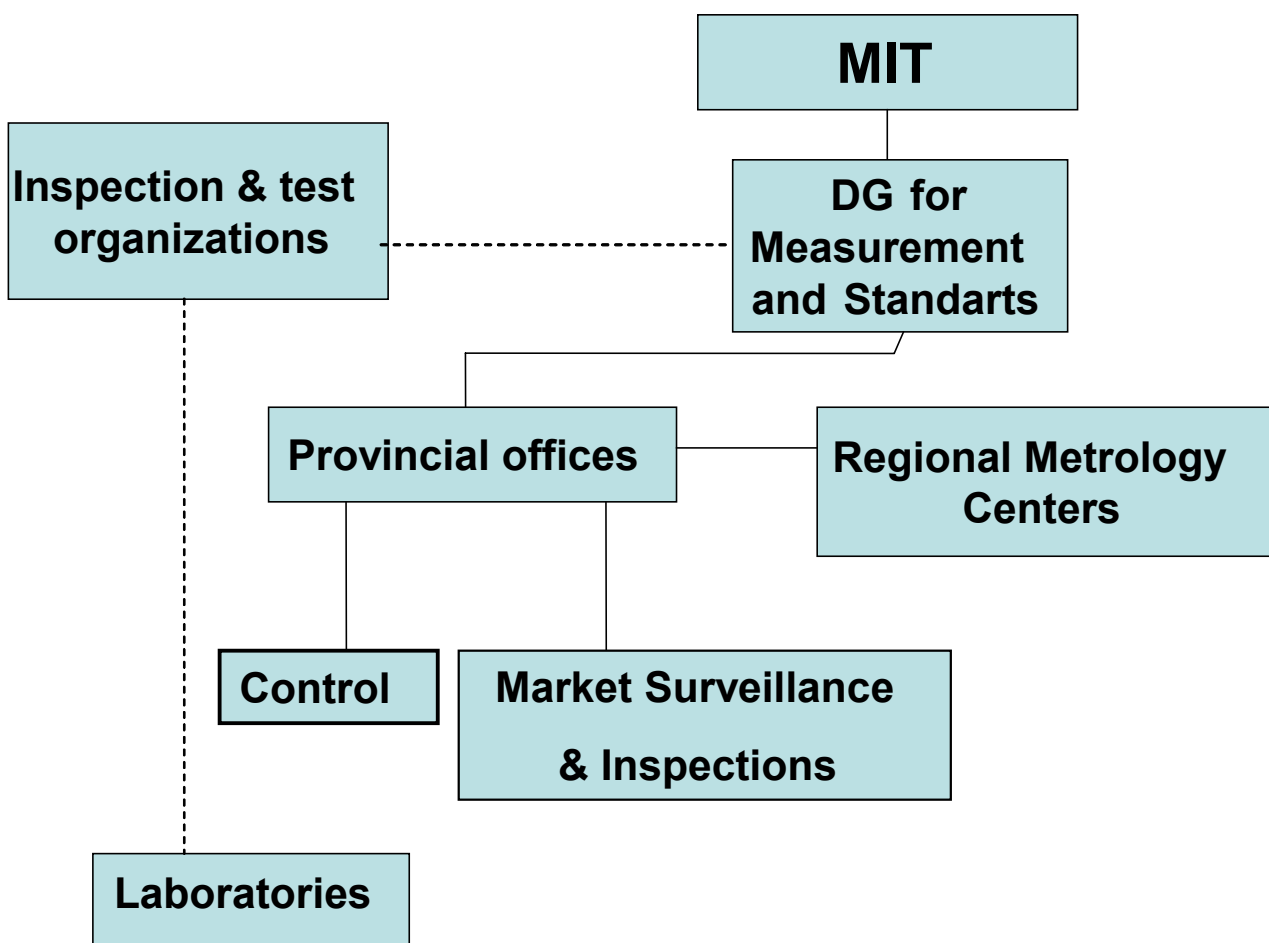 MIT
Inspection & test
organizations
DG for
Measurement
and Standarts
Provincial offices
Regional Metrology
Centers
Control
Market Surveillance
& Inspections
Laboratories